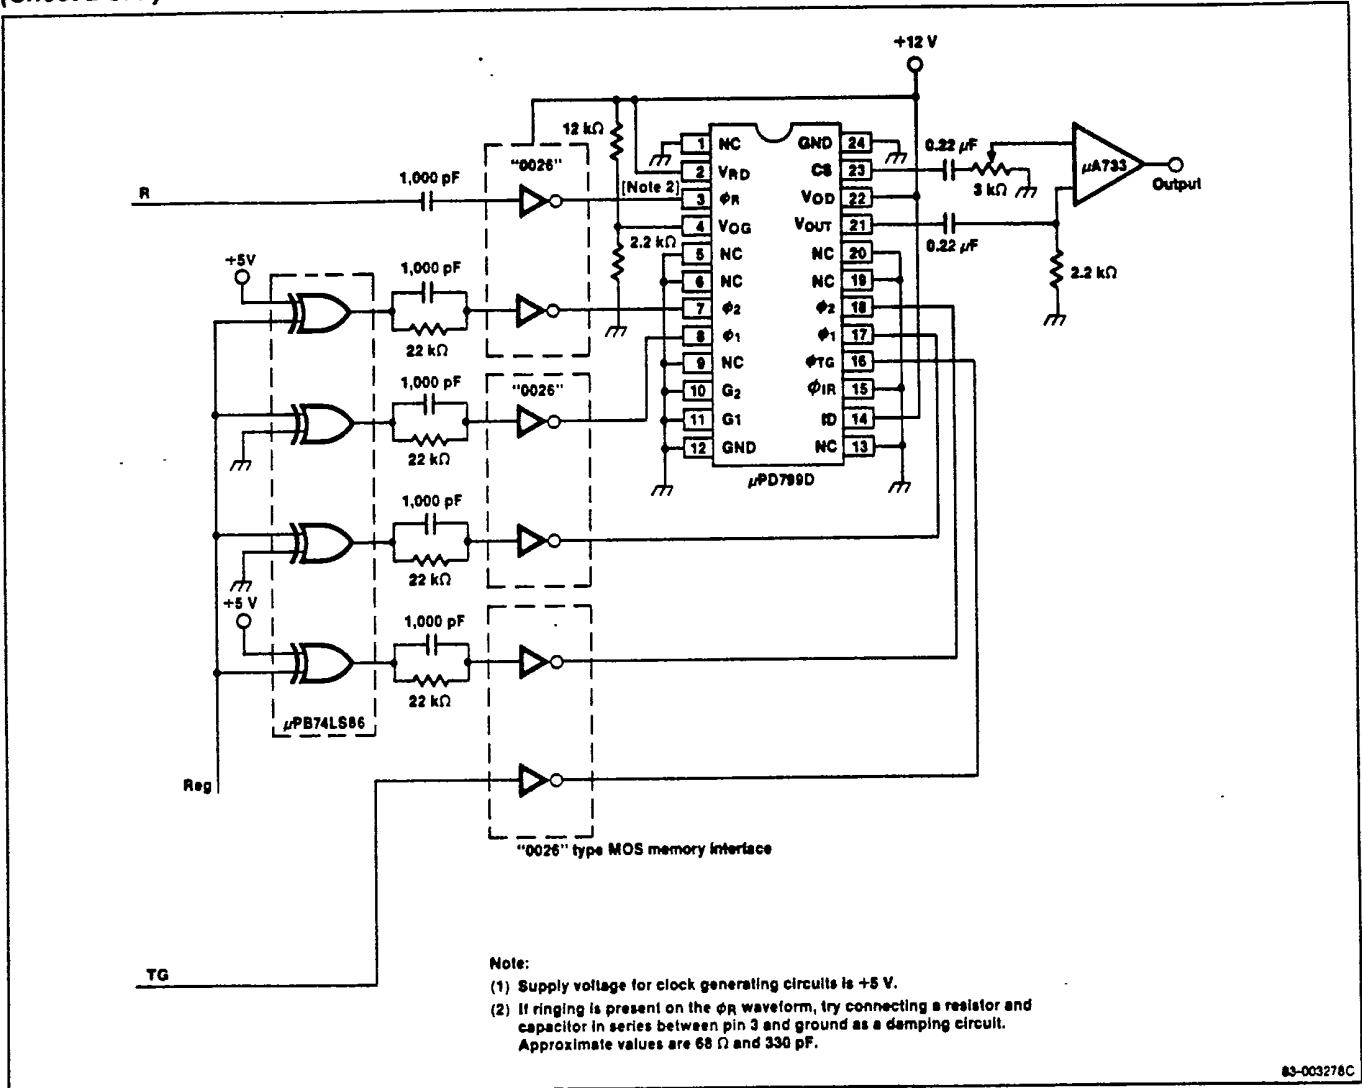 +12 V
12 kΩ
"0026"
1,000 pF
[Note 2]
R
1 NC
2 VRD
3 ϕR
4 VOG
5 NC
6 NC
7 ϕ2
8 ϕ1
9 NC
10 G2
11 G1
12 GND
GND 24
CS 23
VOD 22
VOUT 21
NC 20
NC 19
ϕ2 18
ϕ1 17
ϕTG 16
ϕIR 15
ID 14
NC 13
μPD799D
0.22 μF
3 kΩ
μA733
Output
0.22 μF
2.2 kΩ
2.2 kΩ
+5V
1,000 pF
22 kΩ
1,000 pF
"0026"
22 kΩ
1,000 pF
22 kΩ
+5 V
1,000 pF
22 kΩ
μPB74LS86
Reg
"0026" type MOS memory interface
TG
Note:
(1) Supply voltage for clock generating circuits is +5 V.
(2) If ringing is present on the ϕR waveform, try connecting a resistor and
capacitor in series between pin 3 and ground as a damping circuit.
Approximate values are 68 Ω and 330 pF.
83-003278C